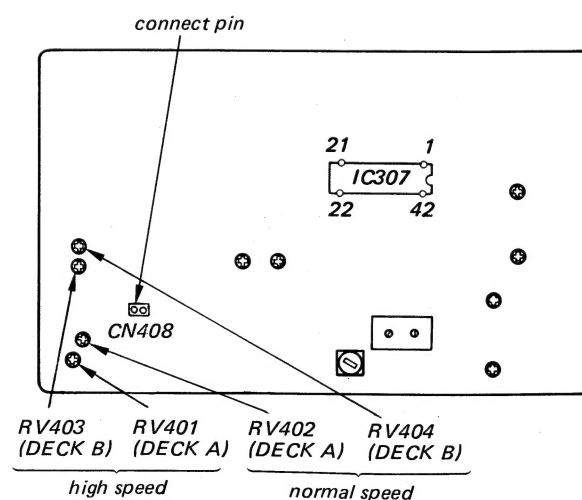 connect pin
21 1
IC307
22 42
CN408
RV403 RV401 RV402 RV404
(DECK B) (DECK A) (DECK A) (DECK B)
high speed normal speed